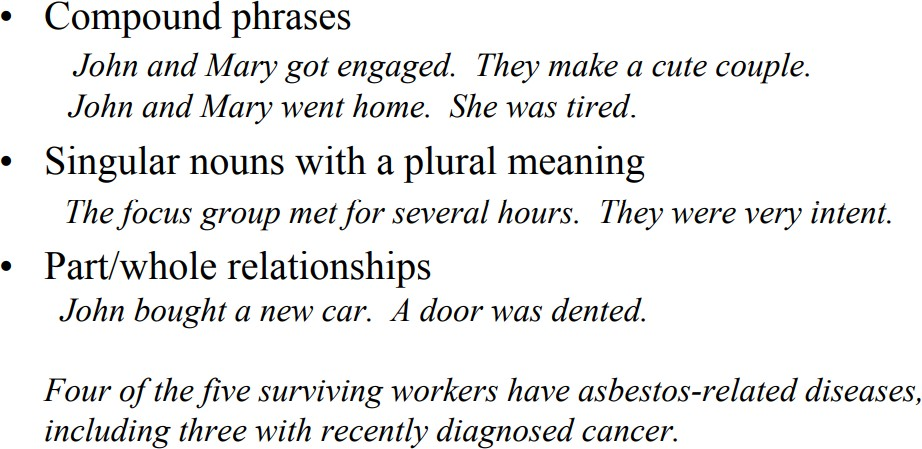 • Compound phrases
John and Mary got engaged.  They make a cute couple.
John and Mary went home.  She was tired.
• Singular nouns with a plural meaning
The focus group met for several hours.  They were very intent.
• Part/whole relationships
John bought a new car.  A door was dented.
Four of the five surviving workers have asbestos-related diseases,
including three with recently diagnosed cancer.